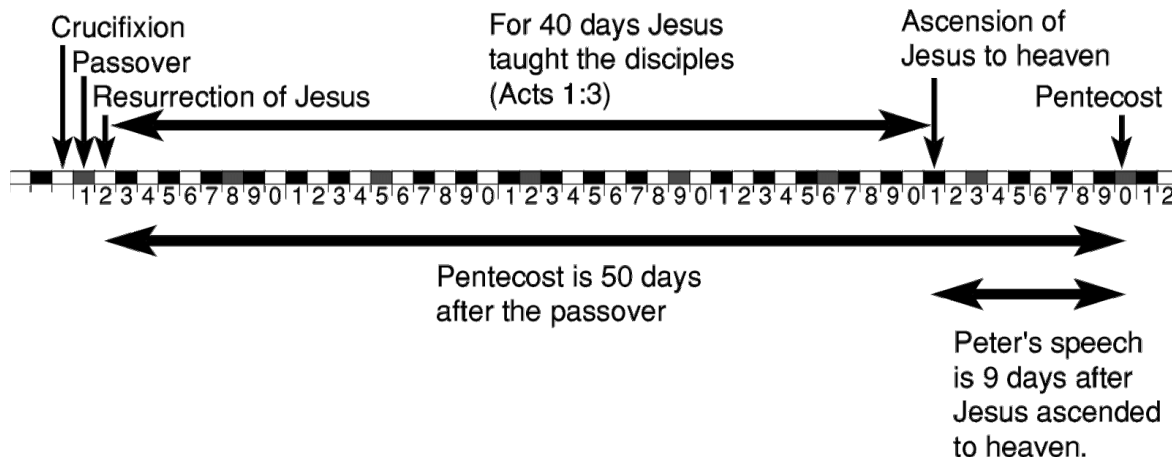 Crucifixion
Passover
Resurrection of Jesus
For 40 days Jesus
taught the disciples
(Acts 1:3)
Ascension of
Jesus to heaven
Pentecost
1 2 3 4 5 6 7 8 9 0 1 2 3 4 5 6 7 8 9 0 1 2 3 4 5 6 7 8 9 0 1 2 3 4 5 6 7 8 9 0 1 2 3 4 5 6 7 8 9 0 1 2
Pentecost is 50 days
after the passover
Peter's speech
is 9 days after
Jesus ascended
to heaven.